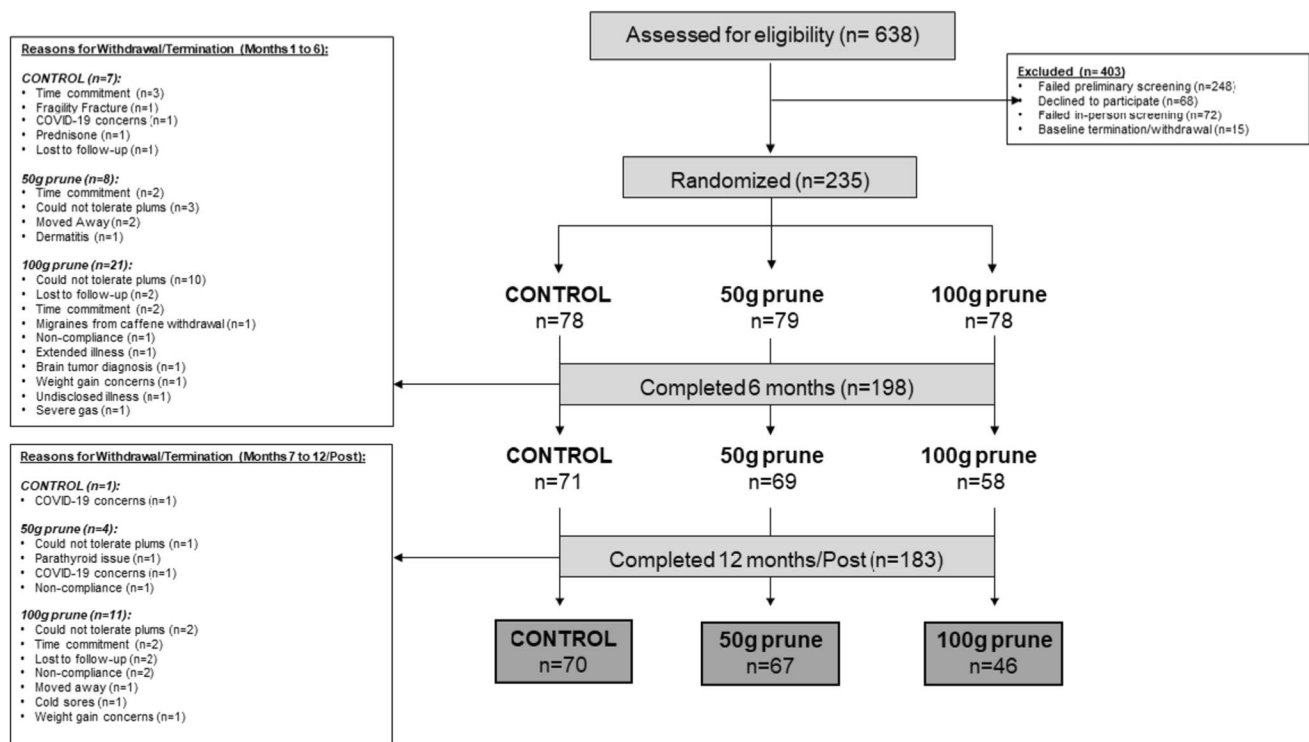 Assessed for eligibility (n= 638)
Excluded (n= 403)
• Failed preliminary screening (n=248)
• Declined to participate (n=68)
• Failed in-person screening (n=72)
• Baseline termination/withdrawal (n=15)
Randomized (n=235)
CONTROL
n=78
50g prune
n=79
100g prune
n=78
Reasons for Withdrawal/Termination (Months 1 to 6):
CONTROL (n=7):
• Time commitment (n=3)
• Fragility Fracture (n=1)
• COVID-19 concerns (n=1)
• Prednisone (n=1)
• Lost to follow-up (n=1)
50g prune (n=8):
• Time commitment (n=2)
• Could not tolerate plums (n=3)
• Moved Away (n=2)
• Dermatitis (n=1)
100g prune (n=21):
• Could not tolerate plums (n=10)
• Lost to follow-up (n=2)
• Time commitment (n=2)
• Migraines from caffene withdrawal (n=1)
• Non-compliance (n=1)
• Extended illness (n=1)
• Brain tumor diagnosis (n=1)
• Weight gain concerns (n=1)
• Undisclosed illness (n=1)
• Severe gas (n=1)
Completed 6 months (n=198)
CONTROL
n=71
50g prune
n=69
100g prune
n=58
Reasons for Withdrawal/Termination (Months 7 to 12/Post):
CONTROL (n=1):
• COVID-19 concerns (n=1)
50g prune (n=4):
• Could not tolerate plums (n=1)
• Parathyroid issue (n=1)
• COVID-19 concerns (n=1)
• Non-compliance (n=1)
100g prune (n=11):
• Could not tolerate plums (n=2)
• Time commitment (n=2)
• Lost to follow-up (n=2)
• Non-compliance (n=2)
• Moved away (n=1)
• Cold sores (n=1)
• Weight gain concerns (n=1)
Completed 12 months/Post (n=183)
CONTROL
n=70
50g prune
n=67
100g prune
n=46